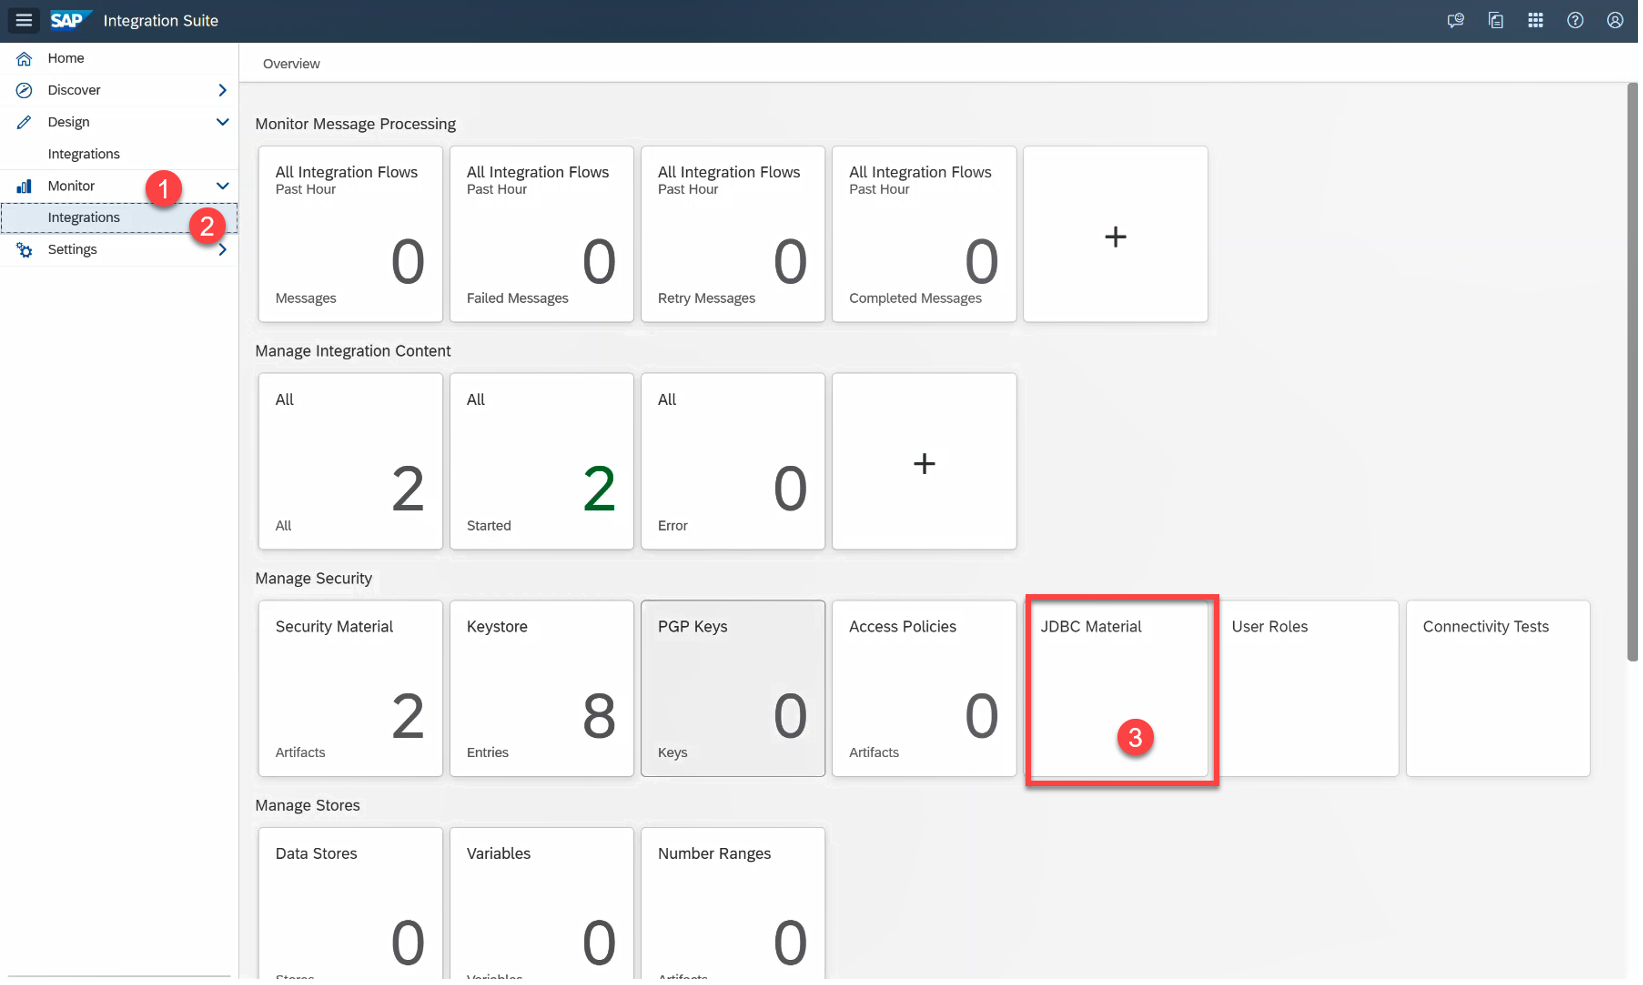 SAP Integration Suite
Home
Discover
Design
Integrations
Monitor
1
Integrations
2
Settings
Overview
Monitor Message Processing
All Integration Flows
Past Hour
0
Messages
All Integration Flows
Past Hour
0
Failed Messages
All Integration Flows
Past Hour
0
Retry Messages
All Integration Flows
Past Hour
0
Completed Messages
+
Manage Integration Content
All
2
All
All
2
Started
All
0
Error
+
Manage Security
Security Material
2
Artifacts
Keystore
8
Entries
PGP Keys
0
Keys
Access Policies
0
Artifacts
JDBC Material
3
User Roles
Connectivity Tests
Manage Stores
Data Stores
0
Stores
Variables
0
Variables
Number Ranges
0
Artifacts